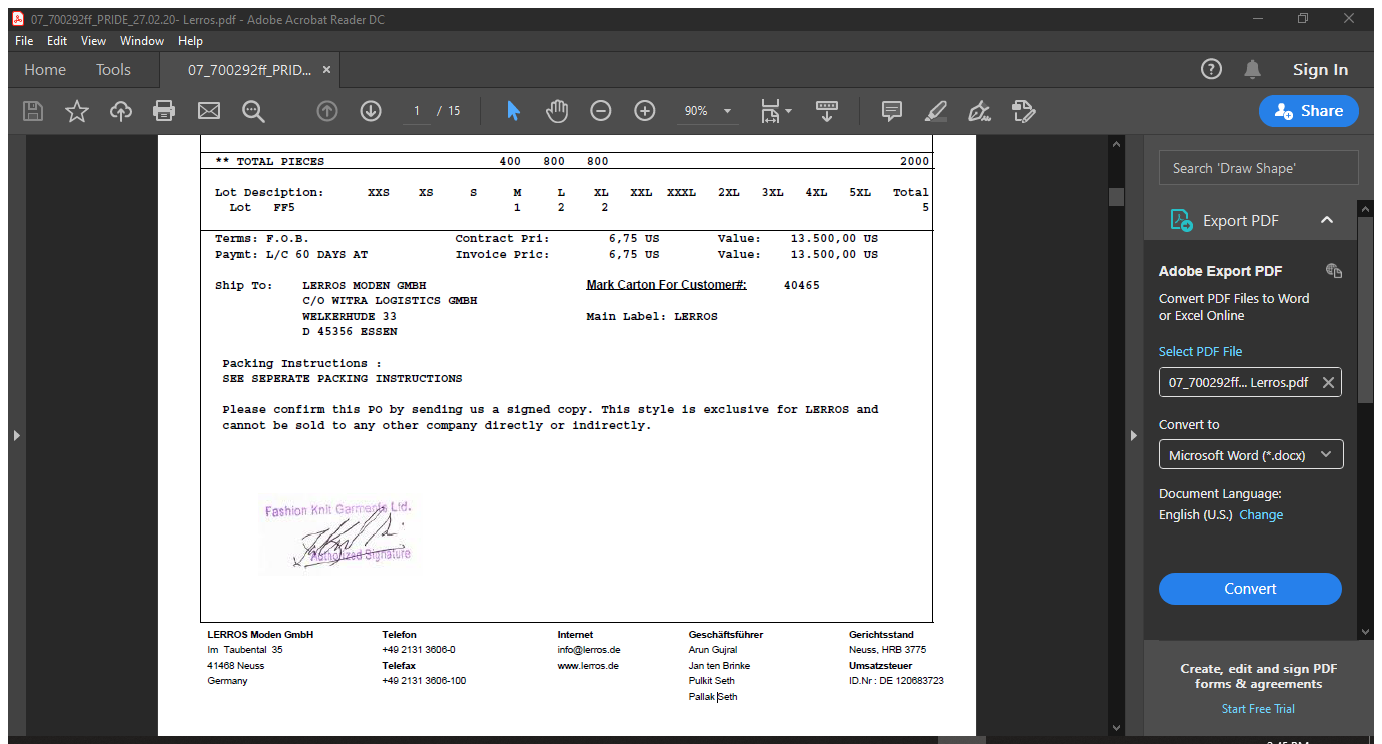 07_700292ff_PRIDE_27.02.20- Lerros.pdf - Adobe Acrobat Reader DC
File Edit View Window Help
Home Tools 07_700292ff_PRID... × Sign In
1 / 15 90% Share
** TOTAL PIECES 400 800 800 2000
Lot Desciption: XXS XS S M L XL XXL XXXL 2XL 3XL 4XL 5XL Total
Lot FF5 1 2 2 5
Terms: F.O.B. Contract Pri: 6,75 US Value: 13.500,00 US
Paymt: L/C 60 DAYS AT Invoice Pric: 6,75 US Value: 13.500,00 US
Ship To: LERROS MODEN GMBH Mark Carton For Customer#: 40465
C/O WITRA LOGISTICS GMBH
WELKERHUDE 33 Main Label: LERROS
D 45356 ESSEN
Packing Instructions :
SEE SEPERATE PACKING INSTRUCTIONS
Please confirm this PO by sending us a signed copy. This style is exclusive for LERROS and
cannot be sold to any other company directly or indirectly.
Fashion Knit Garments Ltd.
Authorized Signature
LERROS Moden GmbH Telefon Internet Geschäftsführer Gerichtsstand
Im Taubental 35 +49 2131 3606-0 info@lerros.de Arun Gujral Neuss, HRB 3775
41468 Neuss Telefax www.lerros.de Jan ten Brinke Umsatzsteuer
Germany +49 2131 3606-100 Pulkit Seth ID.Nr : DE 120683723
Pallak Seth
Search 'Draw Shape'
Export PDF
Adobe Export PDF
Convert PDF Files to Word
or Excel Online
Select PDF File
07_700292ff... Lerros.pdf
Convert to
Microsoft Word (*.docx)
Document Language:
English (U.S.) Change
Convert
Create, edit and sign PDF
forms & agreements
Start Free Trial